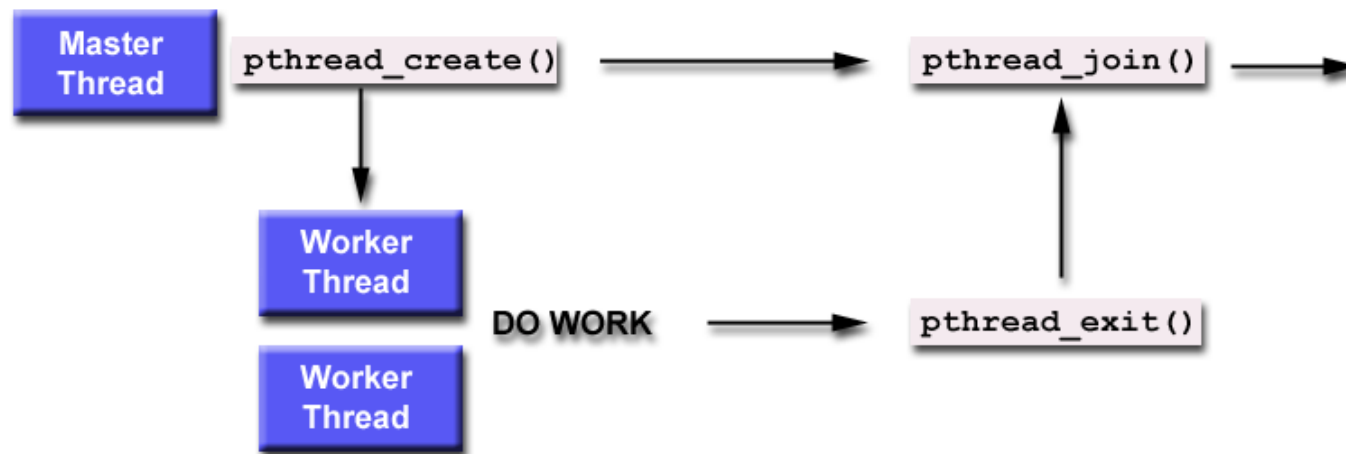 Master
Thread
pthread_create()
pthread_join()
Worker
Thread
DO WORK
pthread_exit()
Worker
Thread